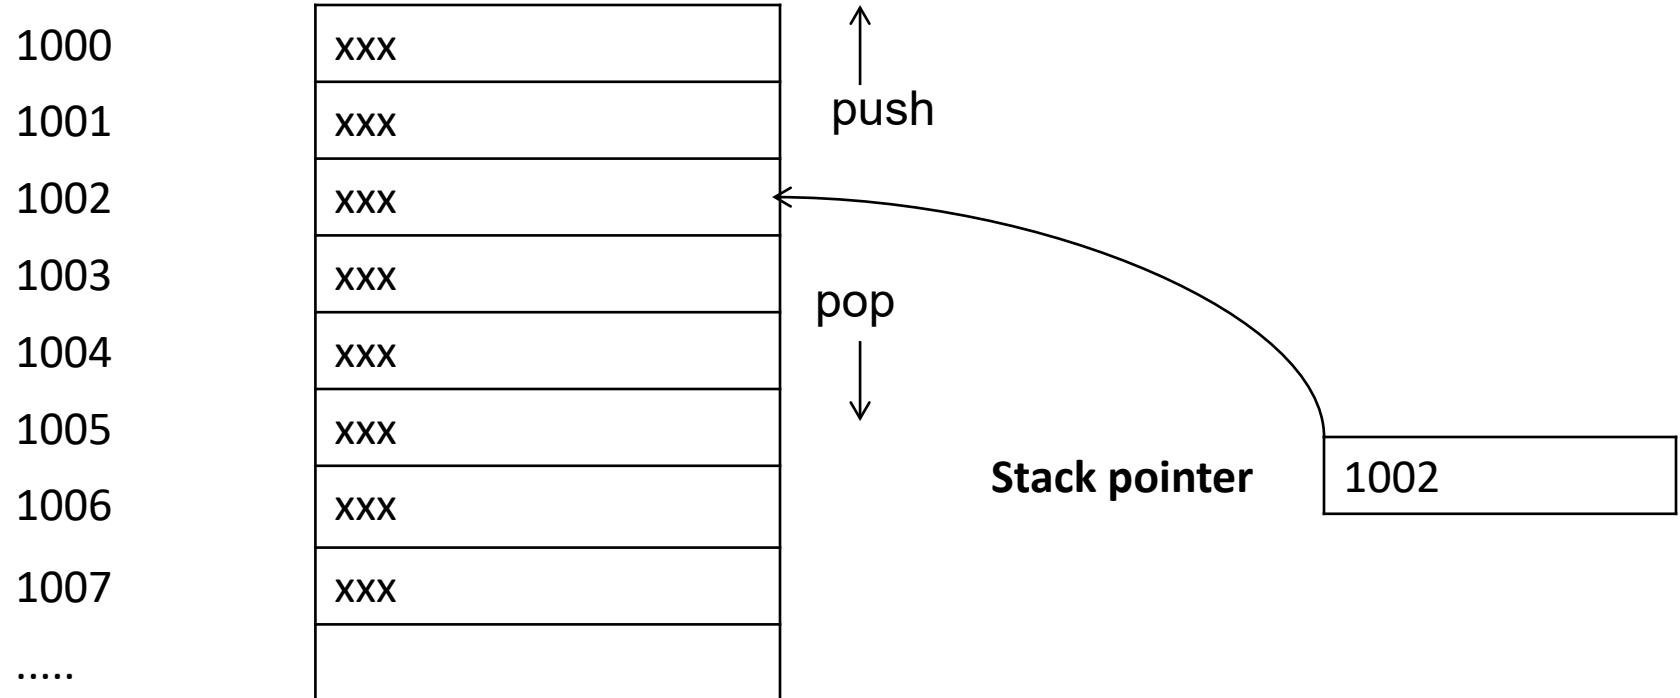 1000 xxx
1001 xxx
push
1002 xxx
1003 xxx
pop
1004 xxx
1005 xxx
Stack pointer 1002
1006 xxx
1007 xxx
.....